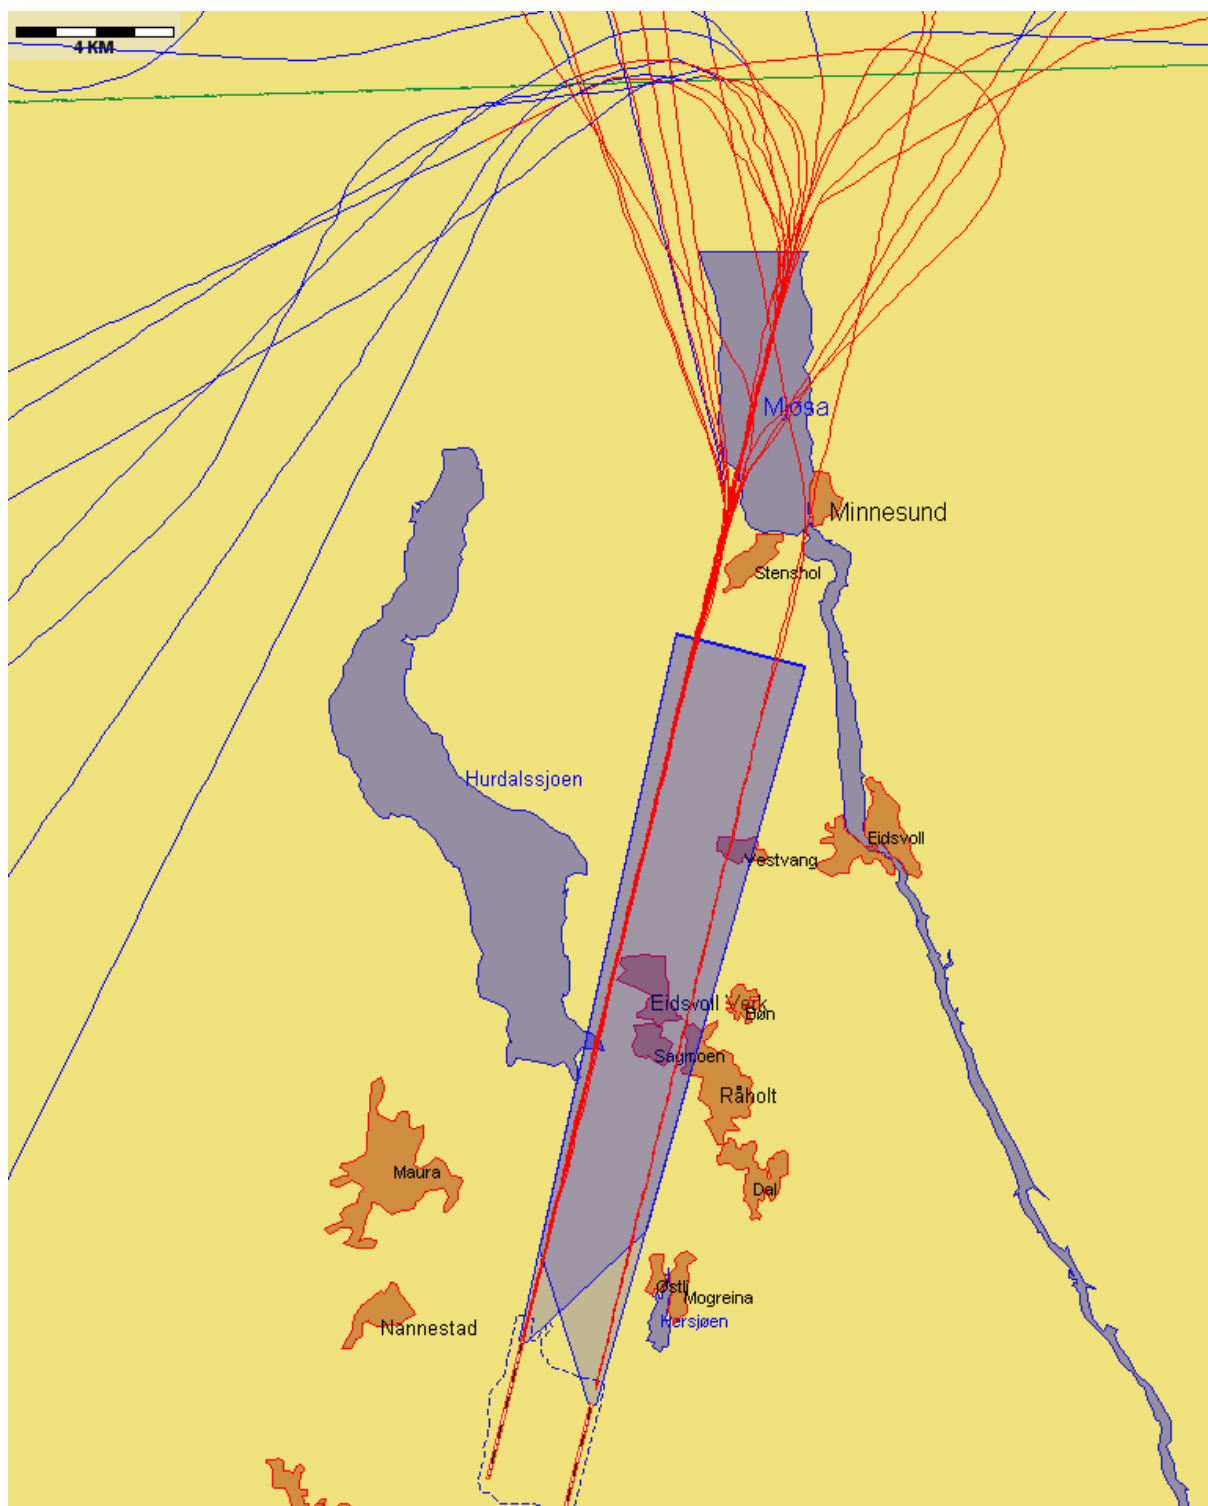 4 KM
Mjøsa
Minnesund
Stenshol
Hurdalssjoen
Eidsvoll
Vestvang
Eidsvoll Verk
Bøn
Sagmoen
Råholt
Maura
Dal
Østli
Mogreina
Hersjøen
Nannestad